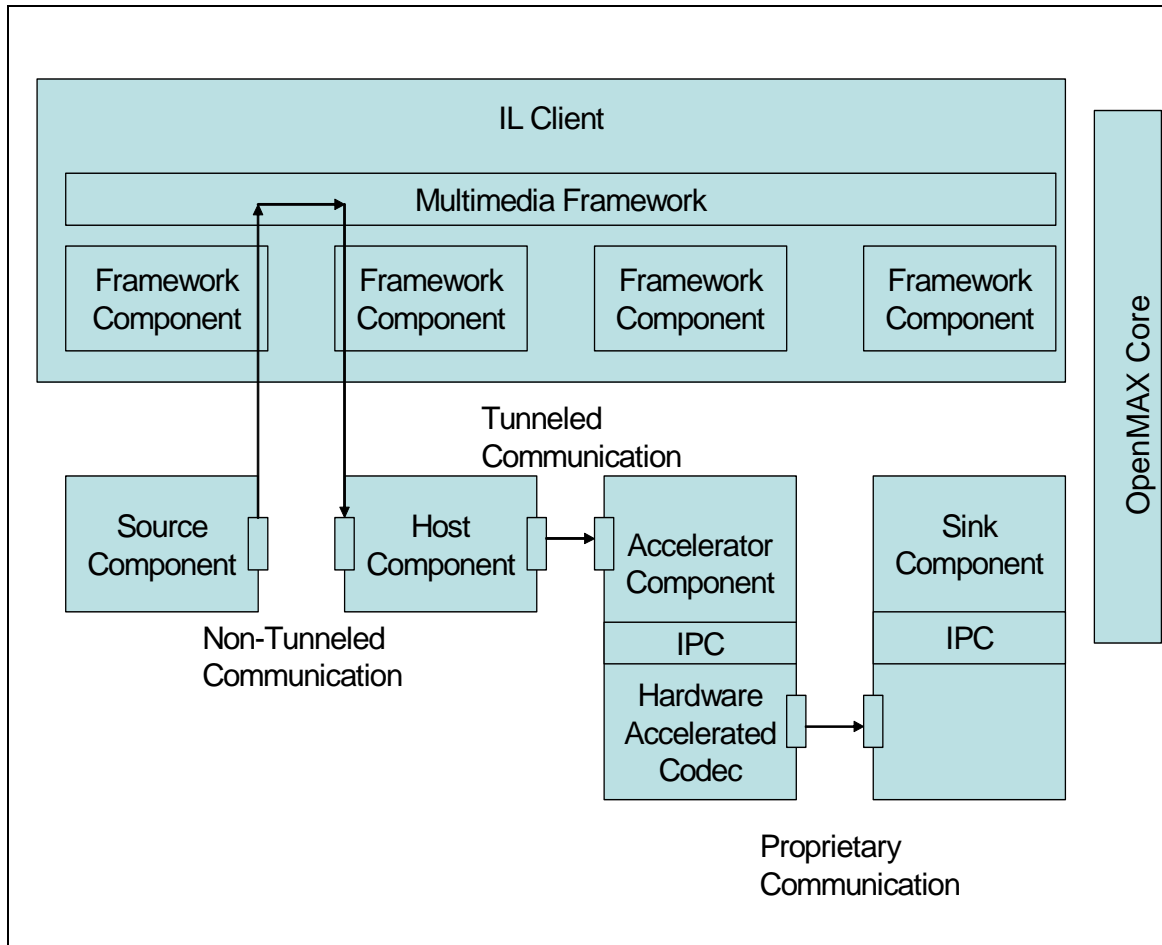 IL Client
Multimedia Framework
Framework
Component
Framework
Component
Framework
Component
Framework
Component
OpenMAX Core
Tunneled
Communication
Source
Component
Host
Component
Accelerator
Component
Sink
Component
Non-Tunneled
Communication
IPC
IPC
Hardware
Accelerated
Codec
Proprietary
Communication